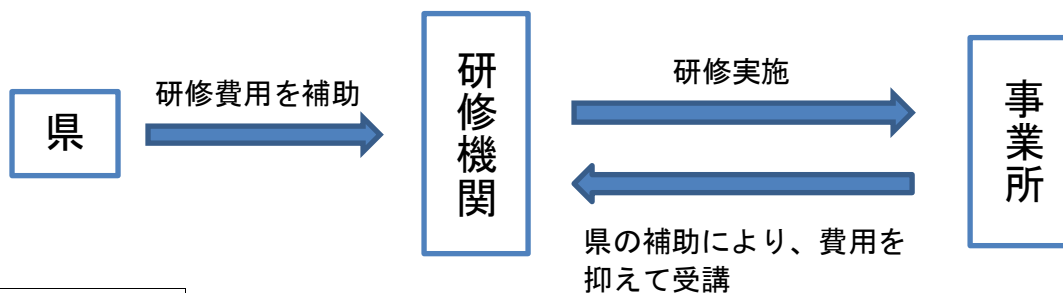 県
研修費用を補助
研修機関
研修実施
県の補助により、費用を
抑えて受講
事業所